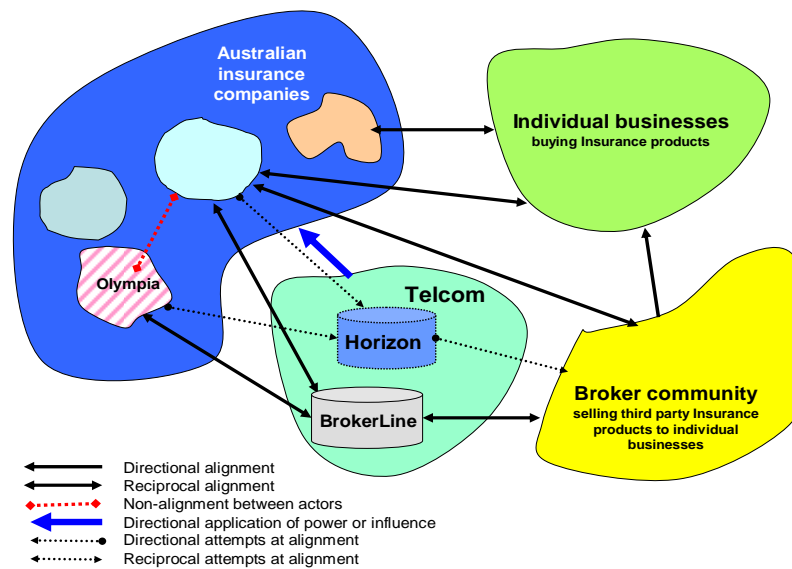 Australian
insurance
companies
Individual businesses
buying Insurance products
Olympia
Telcom
Horizon
BrokerLine
Broker community
selling third party Insurance
products to individual
businesses
Directional alignment
Reciprocal alignment
Non-alignment between actors
Directional application of power or influence
Directional attempts at alignment
Reciprocal attempts at alignment